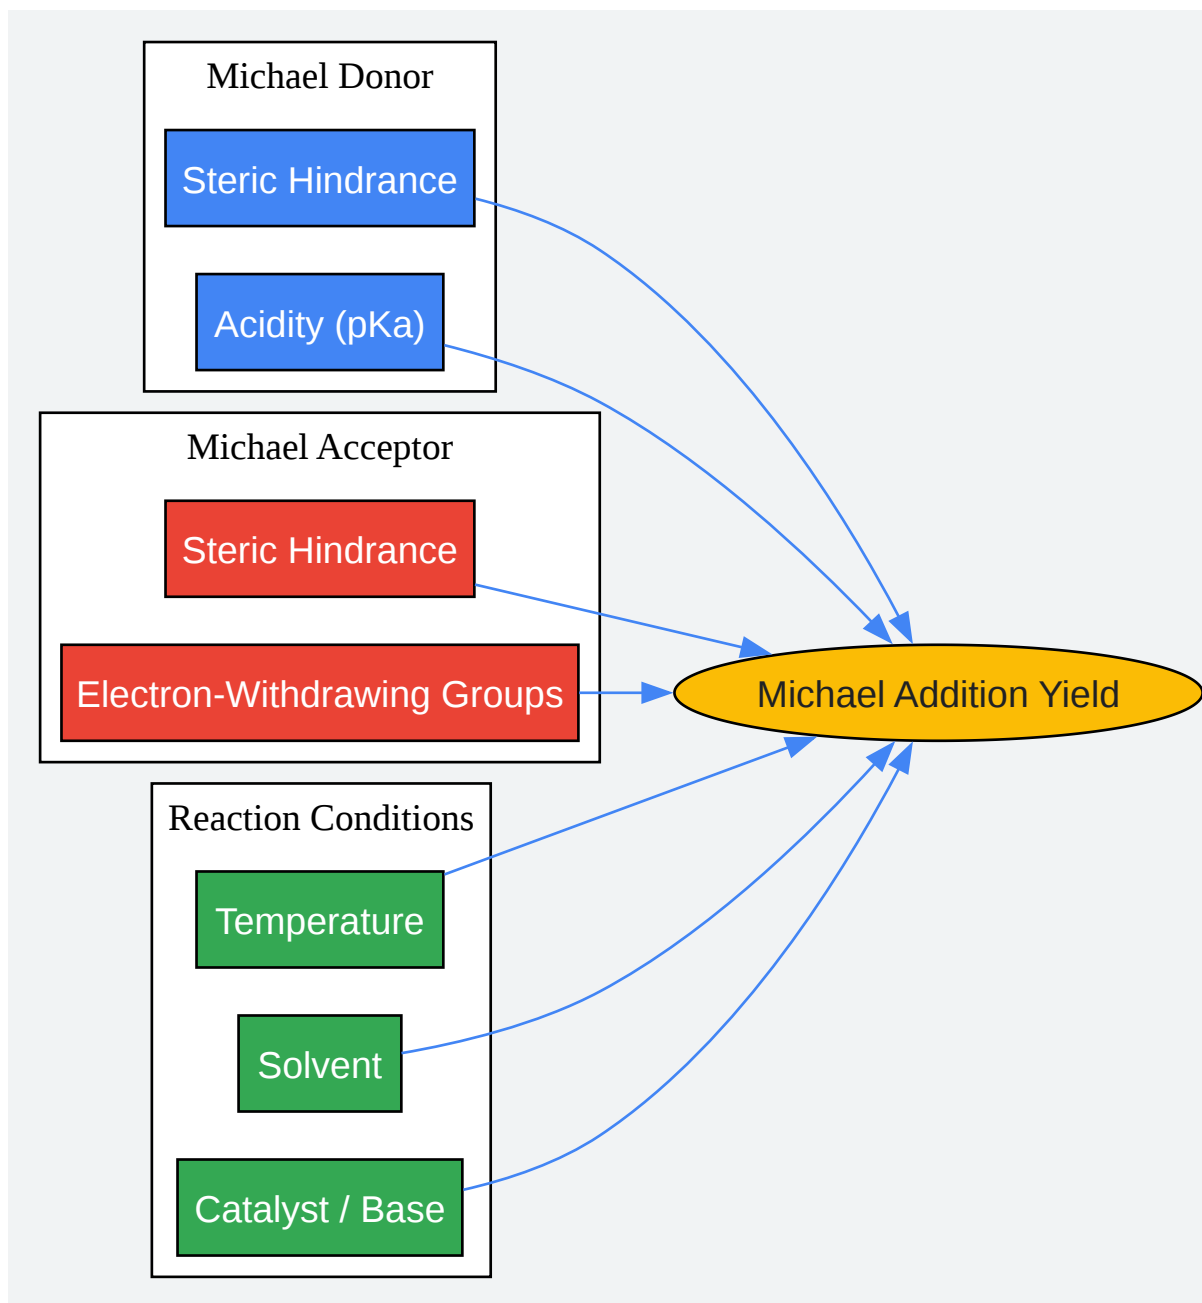 Michael Donor
Steric Hindrance
Acidity (pKa)
Michael Acceptor
Steric Hindrance
Electron-Withdrawing Groups
Michael Addition Yield
Reaction Conditions
Temperature
Solvent
Catalyst / Base